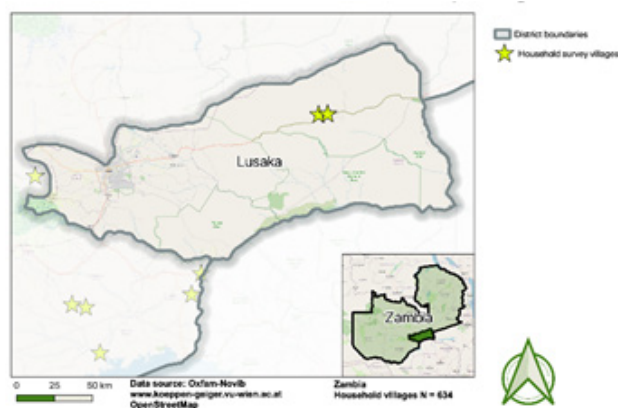 District boundaries
Household survey villages
Lusaka
Zambia
0 25 50 km
Data source: Oxfam-Novib
www.koeppen-geiger.vu-wien.ac.at
OpenStreetMap
Zambia
Household villages N = 634